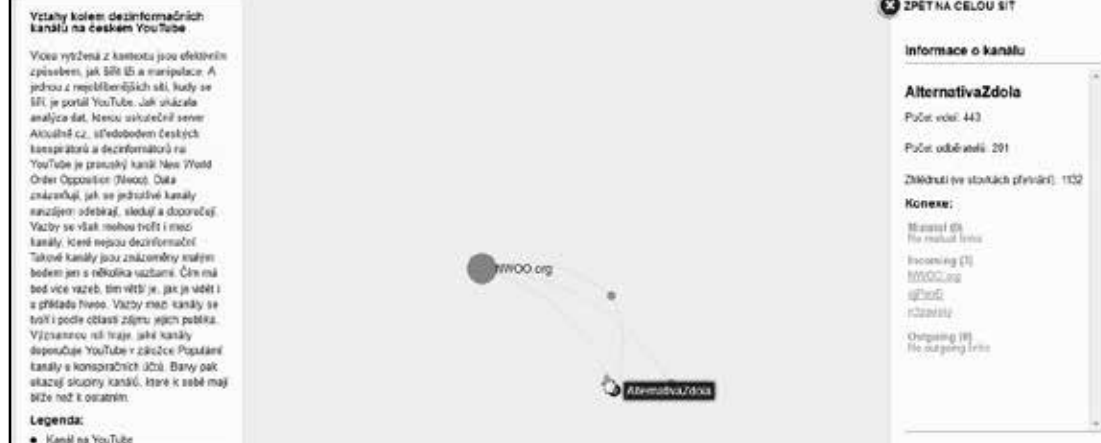 Vztahy kolem dezinformačních
kanálů na českém YouTube
Videa vytržená z kontextu jsou efektivním
způsobem, jak šířit lži a manipulace. A
jednou z nejoblíbenějších sítí, kudy se
šíří, je portál YouTube. Jak ukázala
analýza dat, kterou uskutečnil server
Aktuálně.cz, středobodem českých
konspirátorů a dezinformátorů na
YouTube je proruský kanál New World
Order Opposition (Nwoo). Data
znázorňují, jak se jednotlivé kanály
navzájem odebírají, sledují a doporučují.
Vazby se však mohou tvořit i mezi
kanály, které nejsou dezinformační.
Takové kanály jsou znázorněny malým
bodem jen s několika vazbami. Čím má
bod více vazeb, tím větší je, jak je vidět i
u příkladu Nwoo. Vazby mezi kanály se
tvoří i podle oblastí zájmu jejich publika.
Významnou roli hraje, jaké kanály
doporučuje YouTube v záložce Populární
kanály u konspiračních účtů. Barvy pak
ukazují skupiny kanálů, které k sobě mají
blíže než k ostatním.
Legenda:
Kanál na YouTube
NWOO.org
AlternativaZdola
ZPĚT NA CELOU SÍŤ
Informace o kanálu
AlternativaZdola
Počet videí: 443
Počet odběratelů: 291
Zhlédnutí (ve stovkách přehrání): 1132
Konexe:
Mutual (0)
No mutual links
Incoming (3)
NWOO.org
Outgoing (0)
No outgoing links